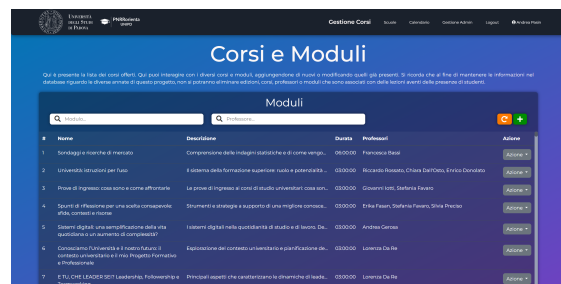 UNIVERSITÀ
DEGLI STUDI
DI PADOVA
PNRRorienta
UNIPD
Gestione Corsi Scuole Calendario Gestione Admin Logout Andrea Pozin
Corsi e Moduli
Qui è presente la lista dei corsi offerti. Qui puoi interagire con i diversi corsi e moduli, aggiungendone di nuovi o modificando quelli già presenti. Si ricorda che al fine di mantenere le informazioni nel
database riguardo le diverse annate di questo progetto, non si potranno eliminare edizioni, corsi, professori o moduli che sono associati con delle lezioni aventi delle presenze di studenti.
Moduli
Modulo... Professore...
# Nome Descrizione Durata Professori Azione
1 Sondaggi e ricerche di mercato Comprensione delle indagini statistiche e di come vengo... 06:00:00 Francesca Bassi Azione
2 Università: istruzioni per l'uso Il sistema della formazione superiore: ruolo e potenzialità ... 03:00:00 Riccardo Rossato, Chiara Dall'Osto, Enrico Donolato Azione
3 Prove di Ingresso: cosa sono e come affrontarle Le prove di ingresso ai corsi di studio universitari: cosa son... 03:00:00 Giovanni Iotti, Stefania Favaro Azione
4 Spunti di riflessione per una scelta consapevole: Strumenti e strategie a supporto di una migliore conosce... 03:00:00 Erika Fasan, Stefania Favaro, Silvia Preciso Azione
sfide, contesti e risorse
5 Sistemi digitali: una semplificazione della vita I sistemi digitali nella quotidianità di studio e di lavoro. De... 03:00:00 Andrea Gerosa Azione
quotidiana o un aumento di complessità?
6 Conosciamo l'Università e il nostro futuro: il Esplorazione del contesto universitario e pianificazione de... 03:00:00 Lorenza Da Re Azione
contesto universitario e il mio Progetto Formativo
e Professionale
7 E TU, CHE LEADER SEI? Leadership, Followership e Principali aspetti che caratterizzano le dinamiche di leade... 03:00:00 Lorenza Da Re Azione